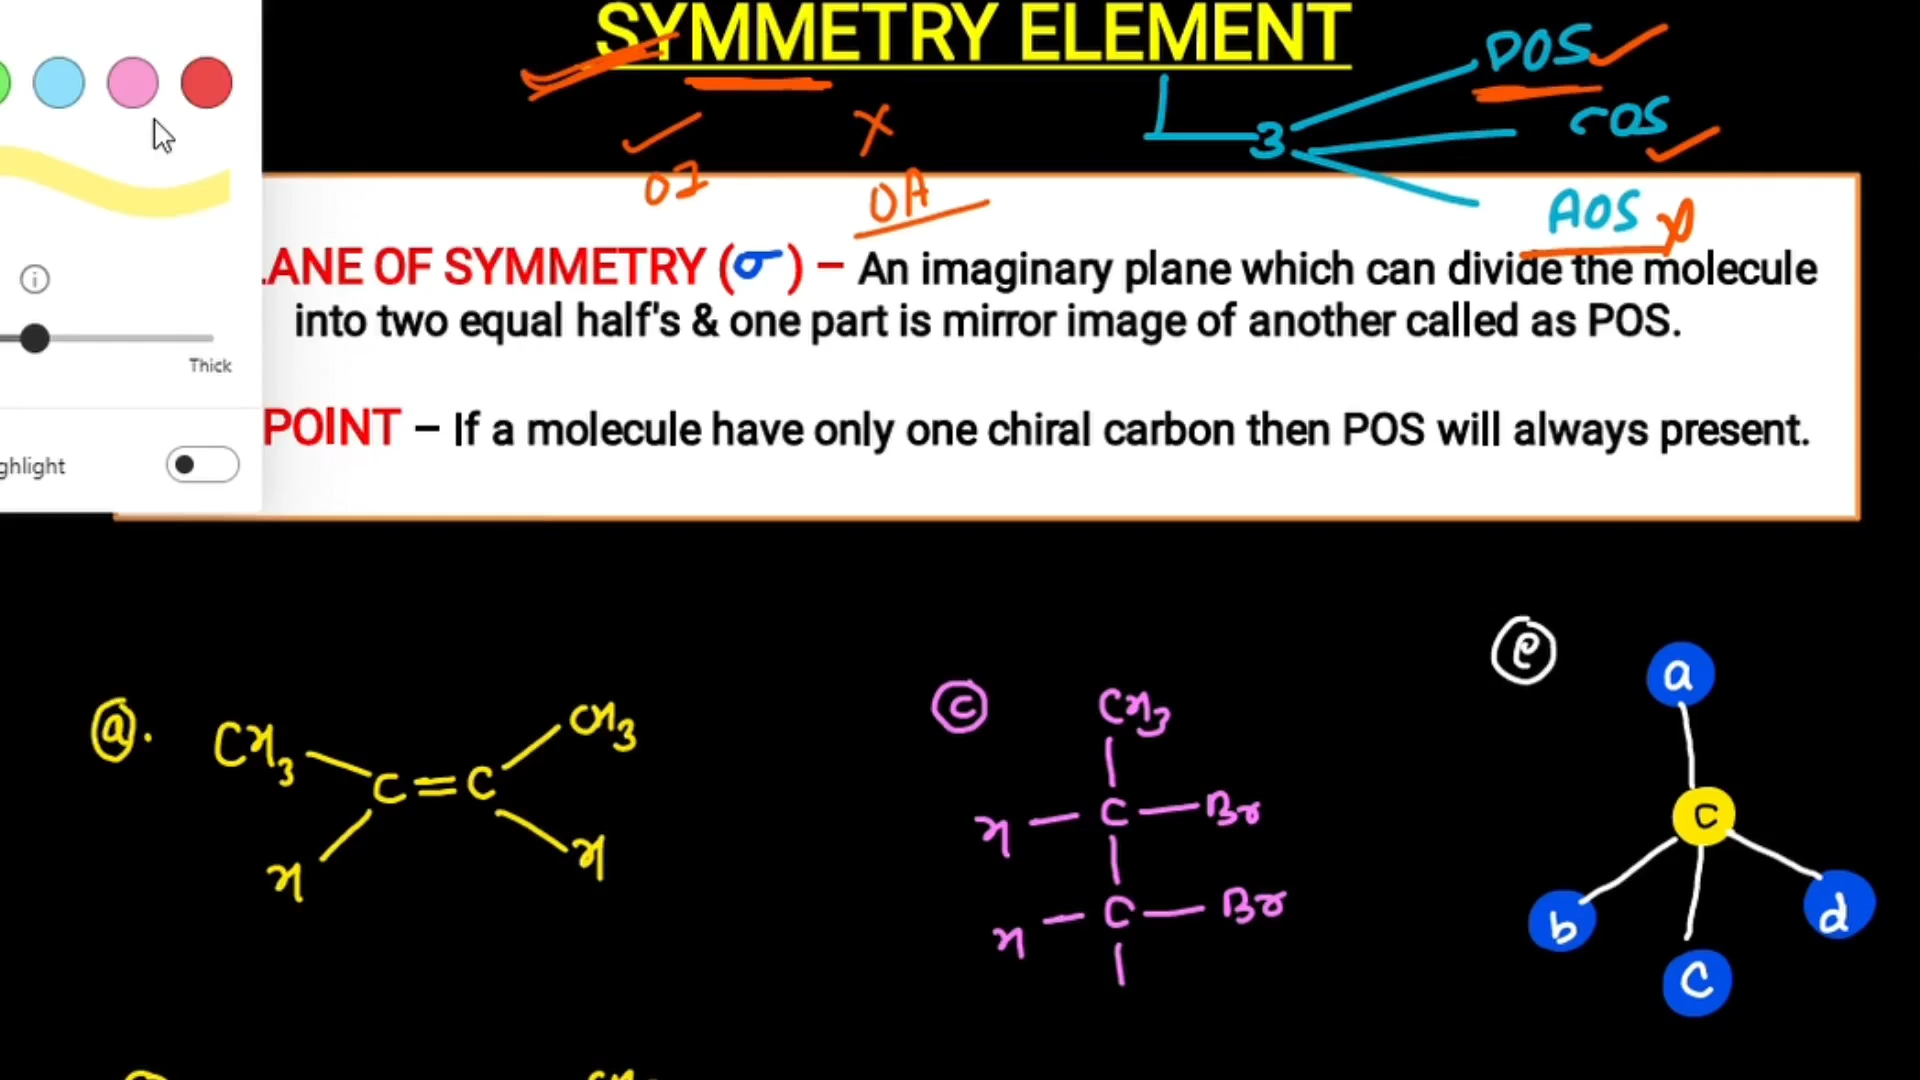 SYMMETRY ELEMENT
POS
COS
3
AOS
OI
OA
LANE OF SYMMETRY (σ) – An imaginary plane which can divide the molecule
into two equal half's & one part is mirror image of another called as POS.
Thick
POINT – If a molecule have only one chiral carbon then POS will always present.
ghlight
ⓐ. CH3 CH3
C=C
H H
ⓒ CH3
H – C – Br
H – C – Br
ⓔ a
C
b d
C